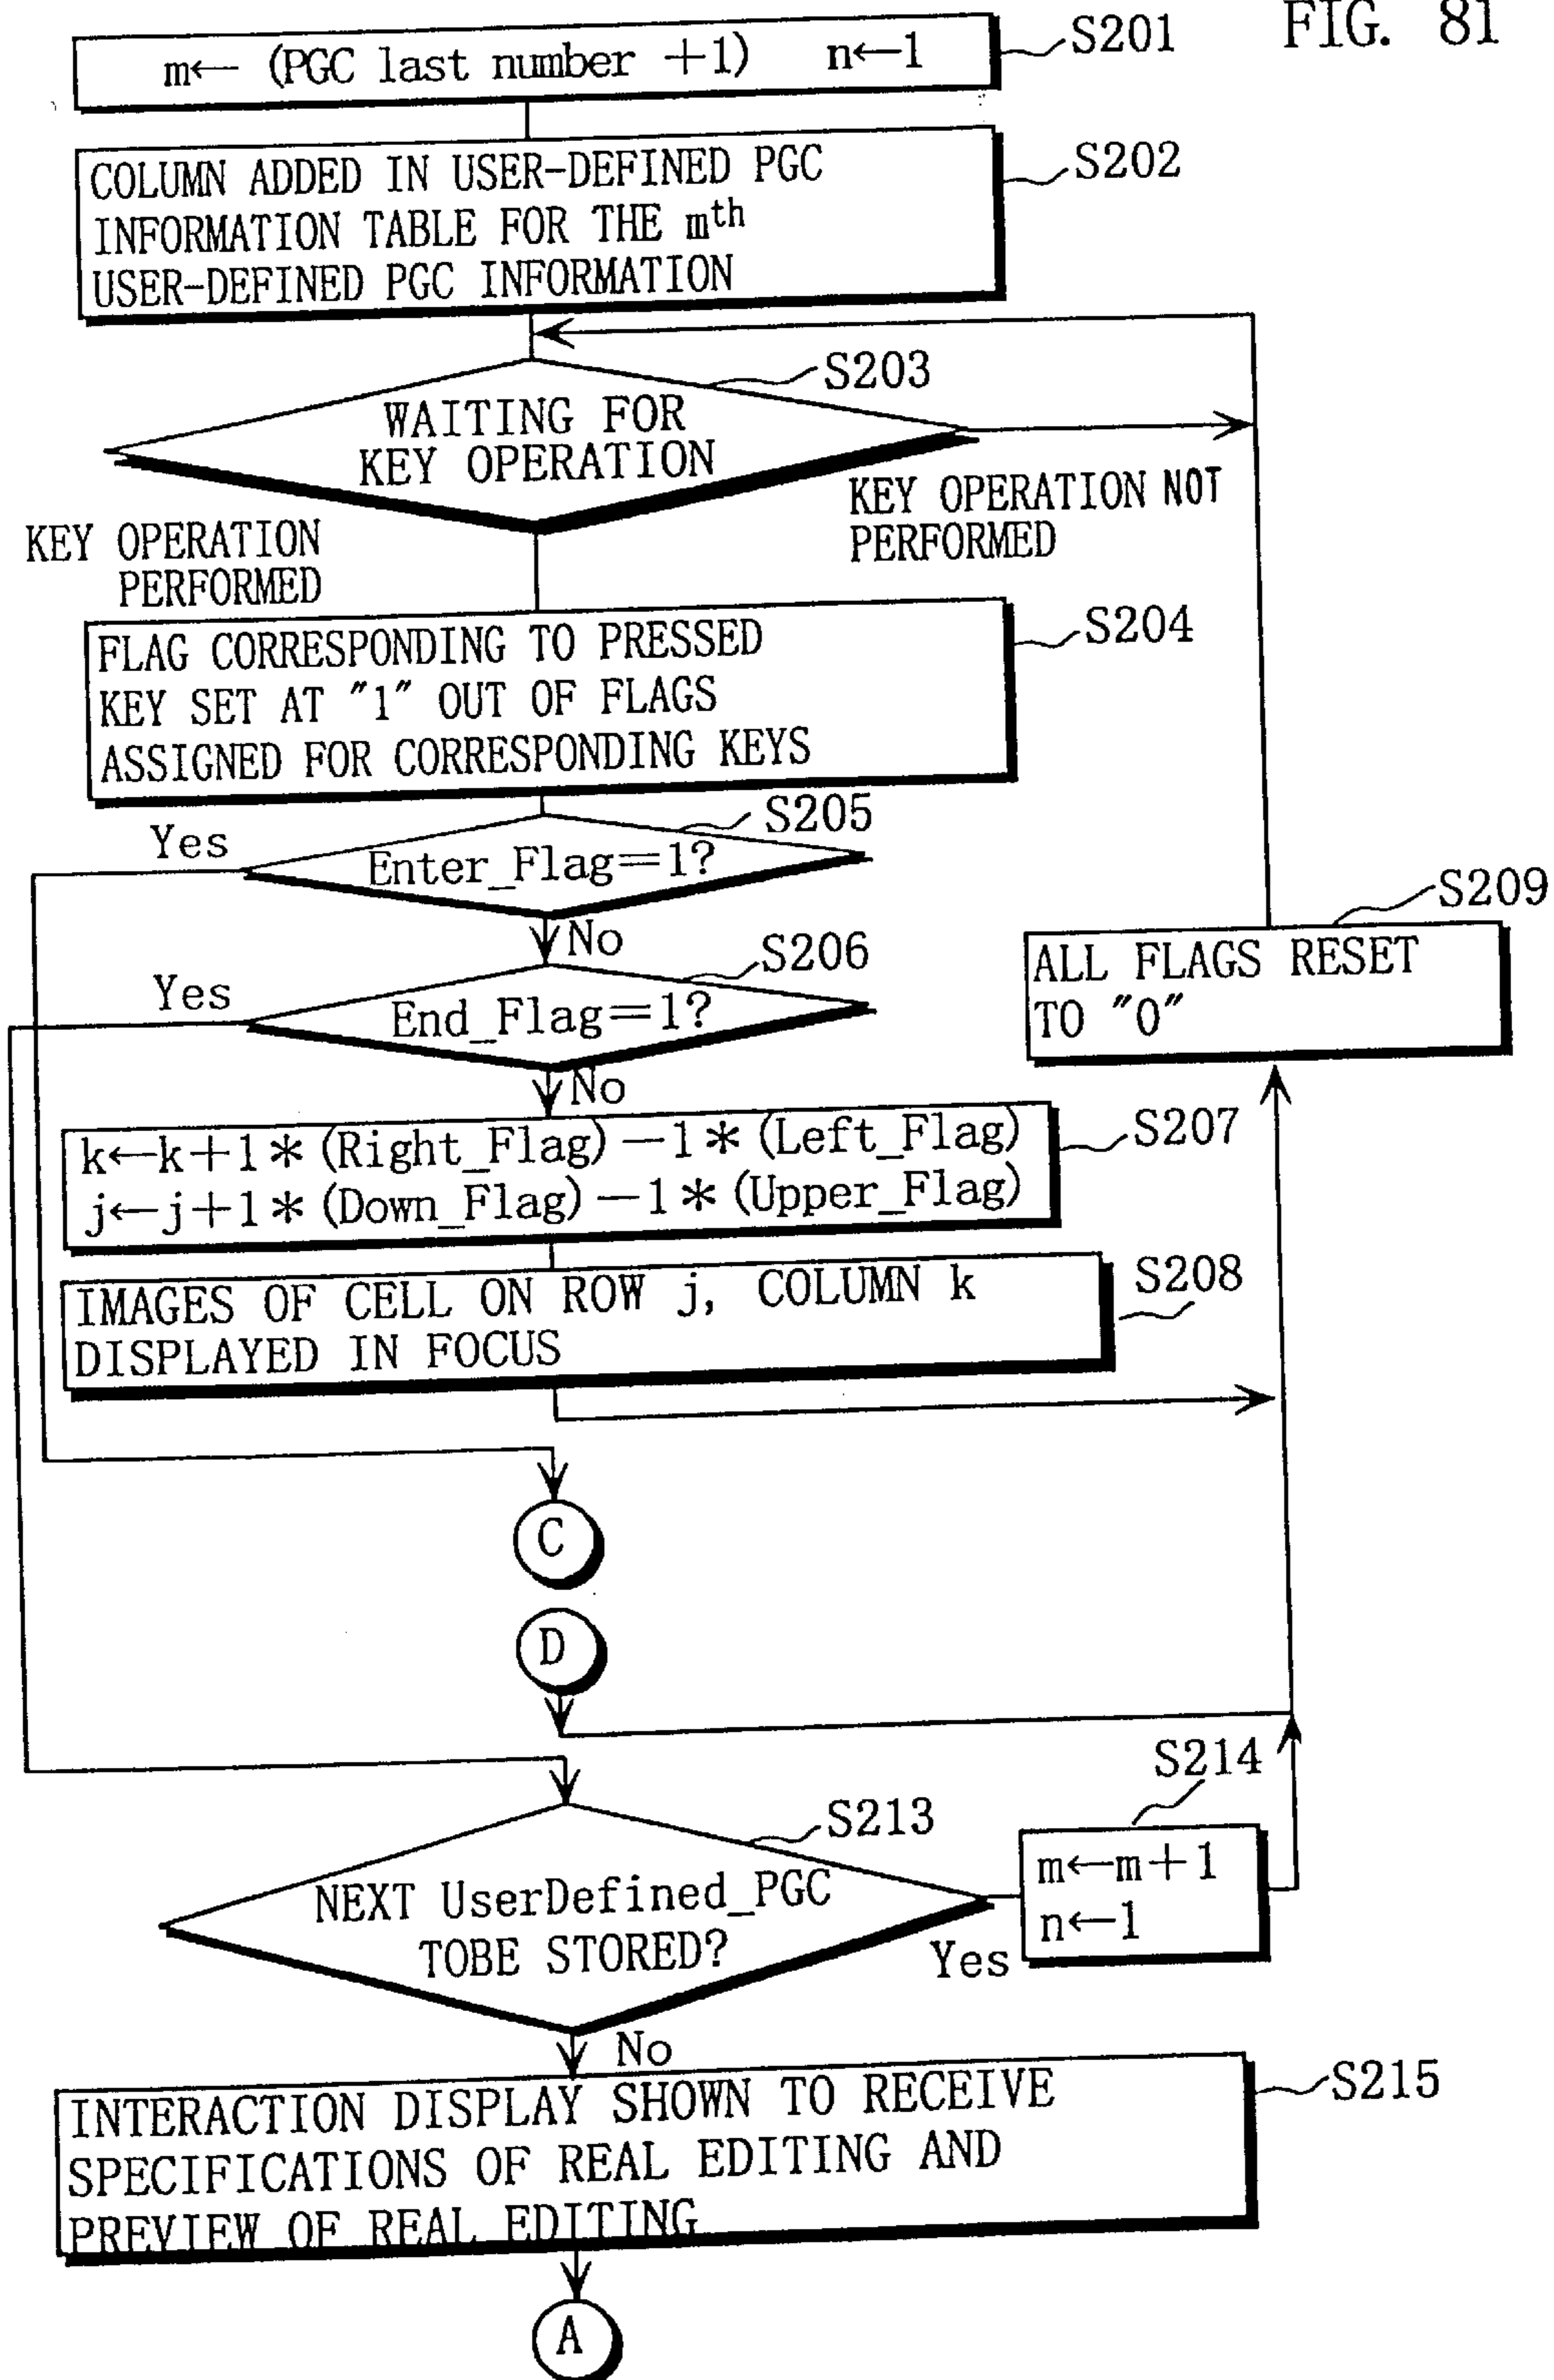 FIG. 81
m← (PGC last number +1) n←1
S201
COLUMN ADDED IN USER-DEFINED PGC
INFORMATION TABLE FOR THE mth
USER-DEFINED PGC INFORMATION
S202
WAITING FOR
KEY OPERATION
S203
KEY OPERATION NOT
PERFORMED
KEY OPERATION
PERFORMED
FLAG CORRESPONDING TO PRESSED
KEY SET AT "1" OUT OF FLAGS
ASSIGNED FOR CORRESPONDING KEYS
S204
Yes
Enter_Flag=1?
S205
No
Yes
End_Flag=1?
S206
No
ALL FLAGS RESET
TO "0"
S209
k←k+1*(Right_Flag)-1*(Left_Flag)
j←j+1*(Down_Flag)-1*(Upper_Flag)
S207
IMAGES OF CELL ON ROW j, COLUMN k
DISPLAYED IN FOCUS
S208
C
D
NEXT UserDefined_PGC
TOBE STORED?
S213
Yes
m←m+1
n←1
S214
No
INTERACTION DISPLAY SHOWN TO RECEIVE
SPECIFICATIONS OF REAL EDITING AND
PREVIEW OF REAL EDITING
S215
A